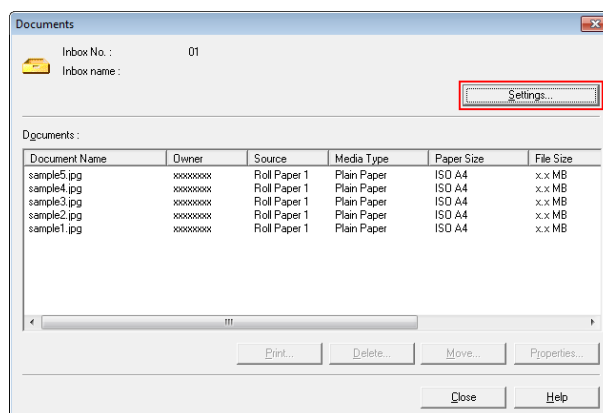 Documents
Inbox No. : 01
Inbox name :
Settings...
Documents :
Document Name Owner Source Media Type Paper Size File Size
sample5.jpg xxxxxxxx Roll Paper 1 Plain Paper ISO A4 x.x MB
sample4.jpg xxxxxxxx Roll Paper 1 Plain Paper ISO A4 x.x MB
sample3.jpg xxxxxxxx Roll Paper 1 Plain Paper ISO A4 x.x MB
sample2.jpg xxxxxxxx Roll Paper 1 Plain Paper ISO A4 x.x MB
sample1.jpg xxxxxxxx Roll Paper 1 Plain Paper ISO A4 x.x MB
Print... Delete... Move... Properties...
Close Help